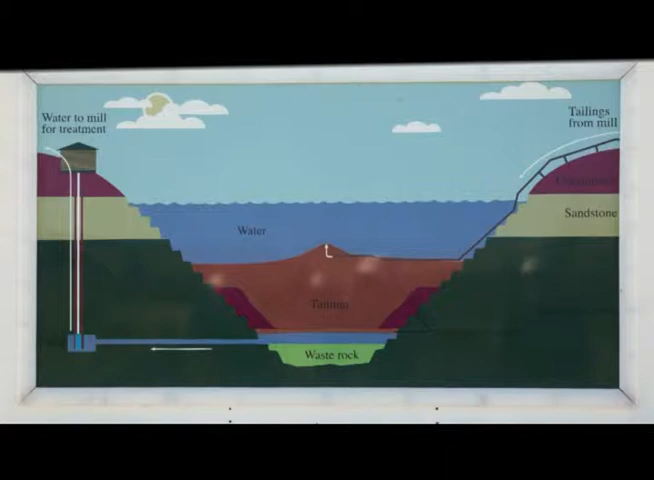 Water to mill
for treatment
Tailings
from mill
Sandstone
Water
Waste rock